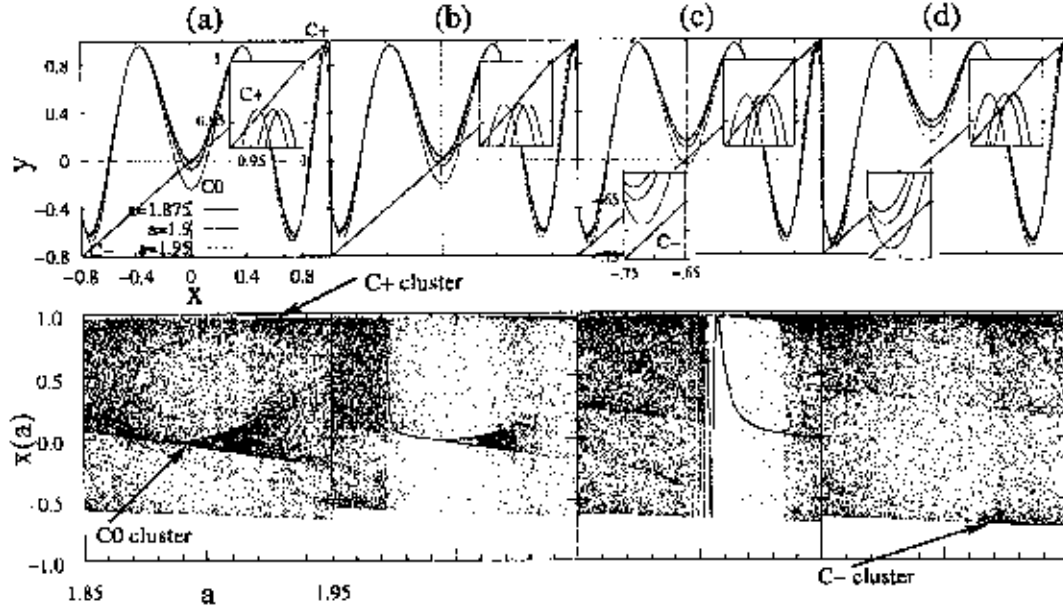 (a) (b) (c) (d)
C+
0.8
0.4
0
-0.4
-0.8
y
1
C+
0.95 1
C0
a=1.875
a=1.9
a=1.95
C-
-0.8 -0.4 0 0.4 0.8
x
-.65
C-
-.75
-.75 -.65
C+ cluster
1.0
0.5
0.0
0.5
-1.0
x(a)
C0 cluster
C- cluster
1.85 a 1.95